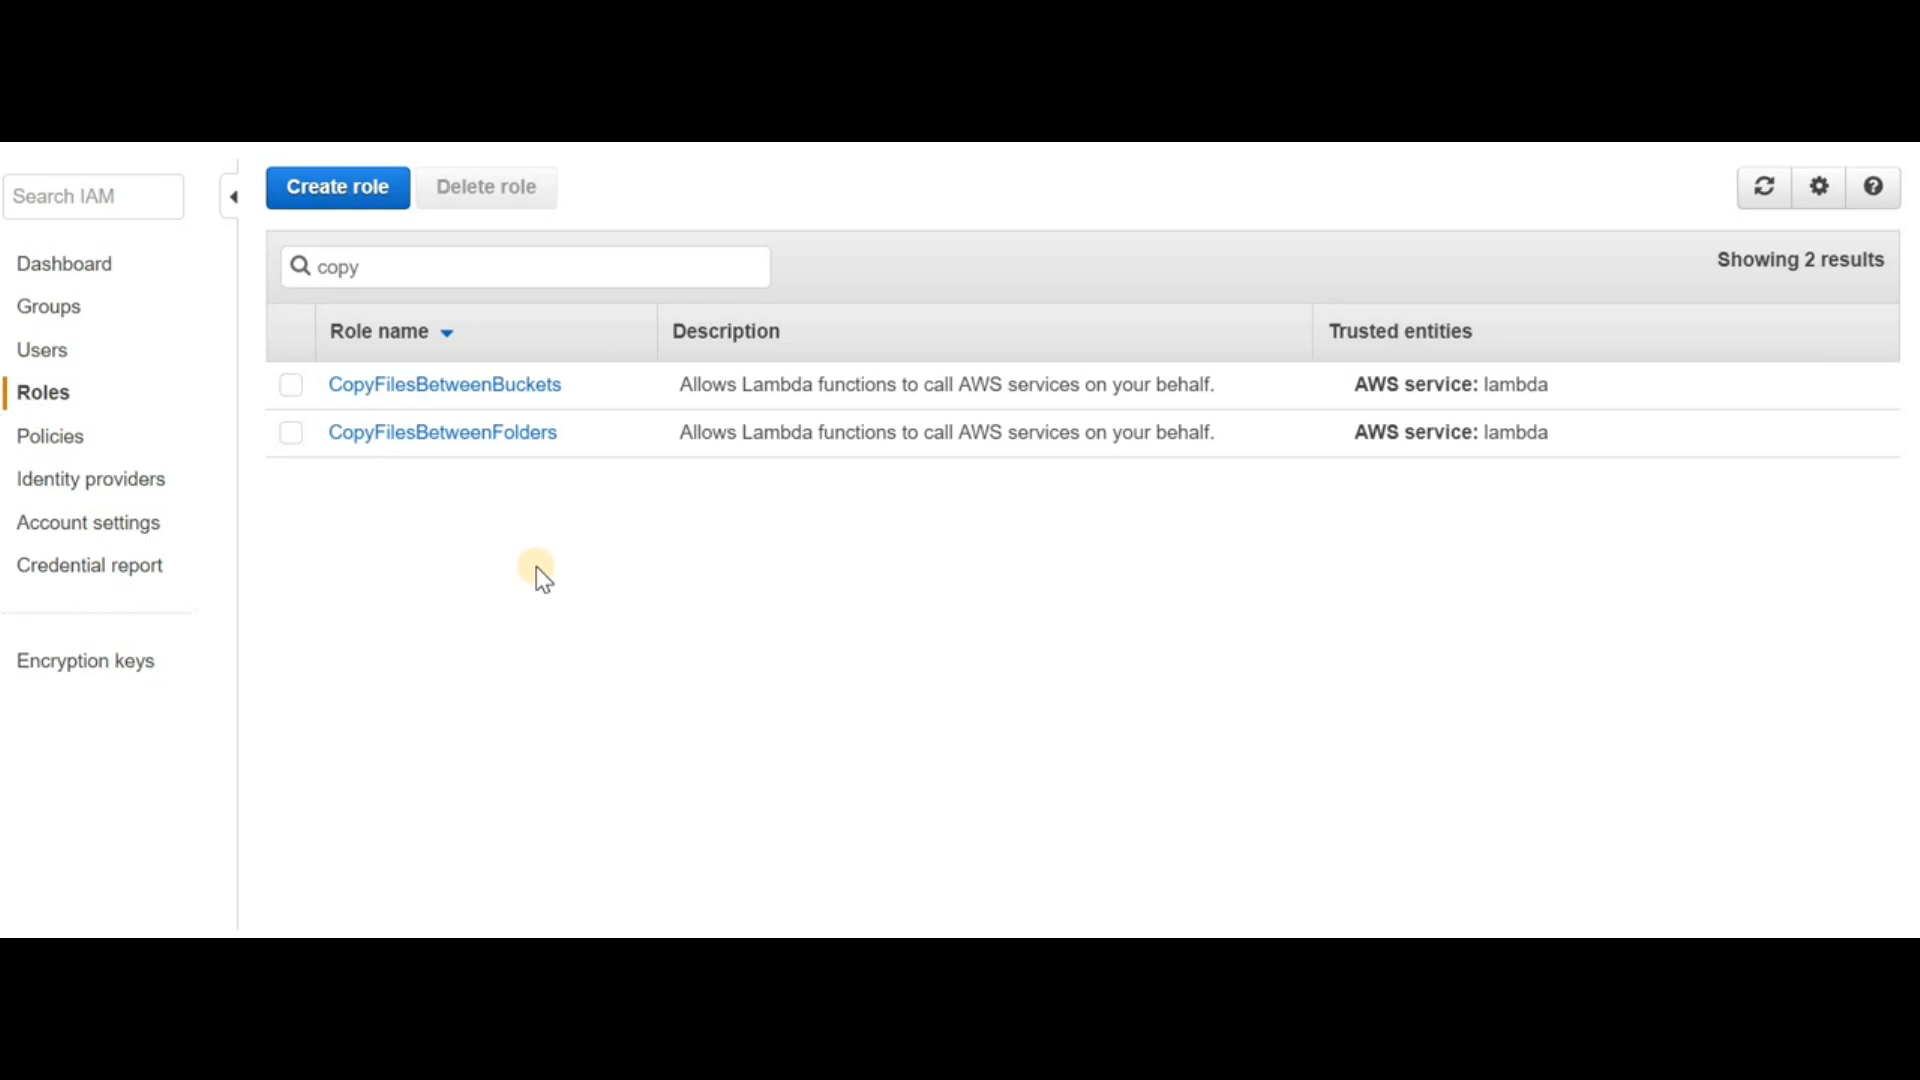 Search IAM
Dashboard
Groups
Users
Roles
Policies
Identity providers
Account settings
Credential report
Encryption keys
Create role Delete role
copy Showing 2 results
Role name Description Trusted entities
CopyFilesBetweenBuckets Allows Lambda functions to call AWS services on your behalf. AWS service: lambda
CopyFilesBetweenFolders Allows Lambda functions to call AWS services on your behalf. AWS service: lambda